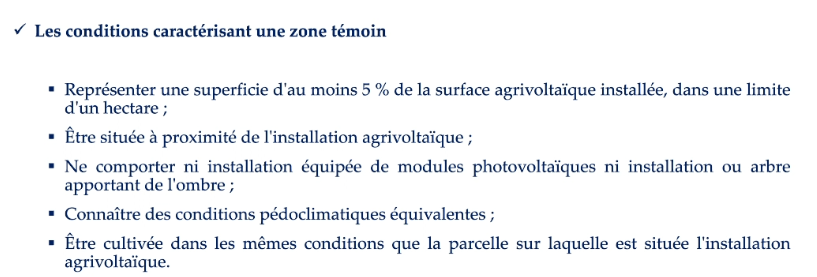 ✓ Les conditions caractérisant une zone témoin
▪ Représenter une superficie d'au moins 5 % de la surface agrivoltaïque installée, dans une limite
d'un hectare ;
▪ Être située à proximité de l'installation agrivoltaïque ;
▪ Ne comporter ni installation équipée de modules photovoltaïques ni installation ou arbre
apportant de l'ombre ;
▪ Connaître des conditions pédoclimatiques équivalentes ;
▪ Être cultivée dans les mêmes conditions que la parcelle sur laquelle est située l'installation
agrivoltaïque.